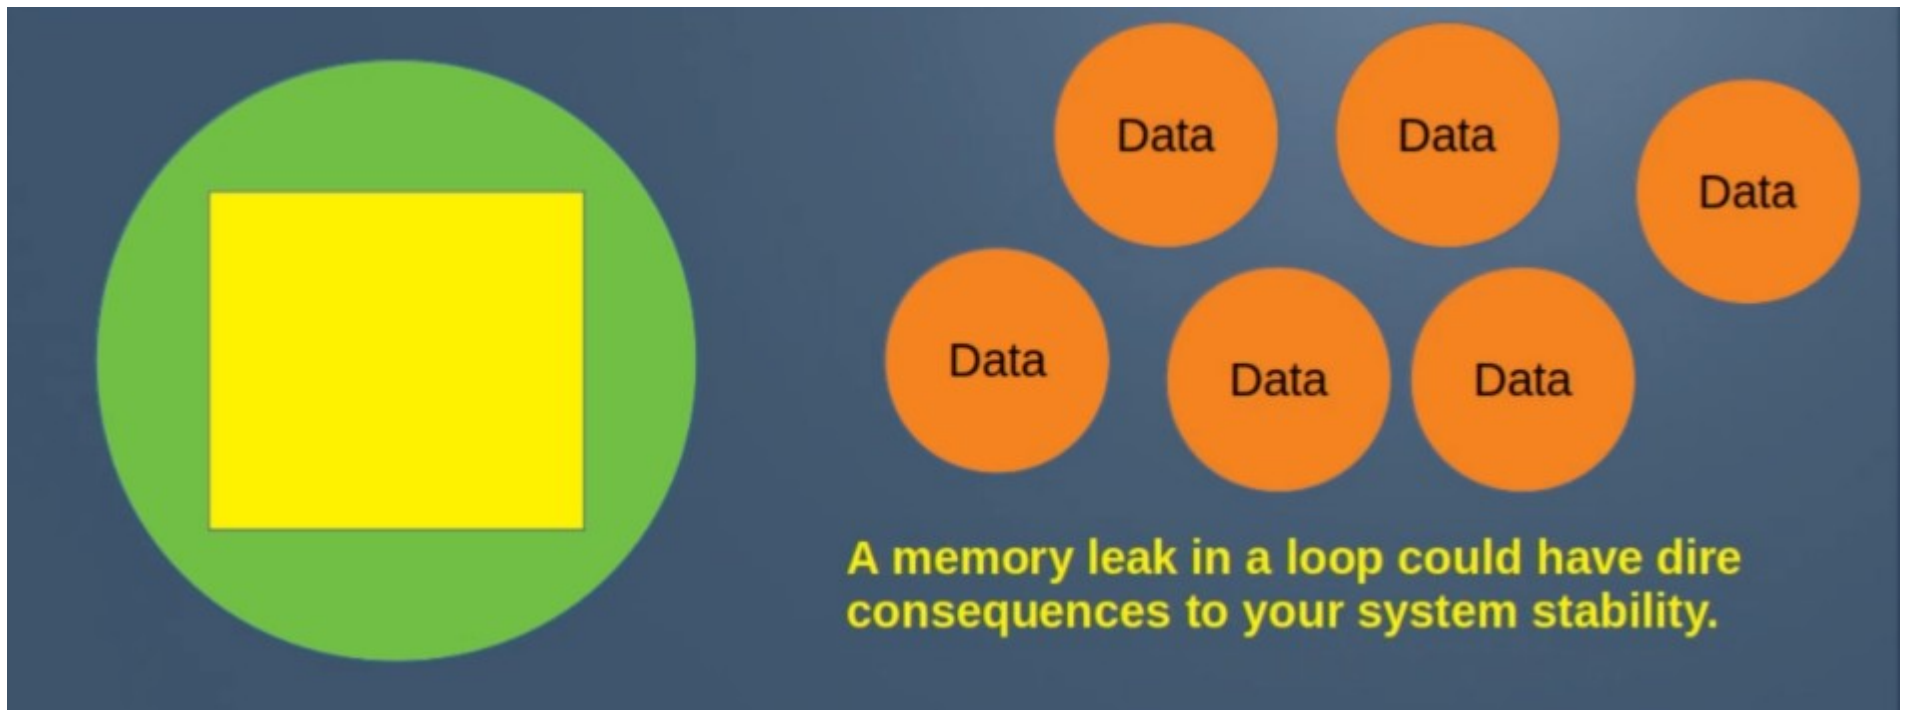 Data
Data
Data
Data
Data
Data
A memory leak in a loop could have dire
consequences to your system stability.